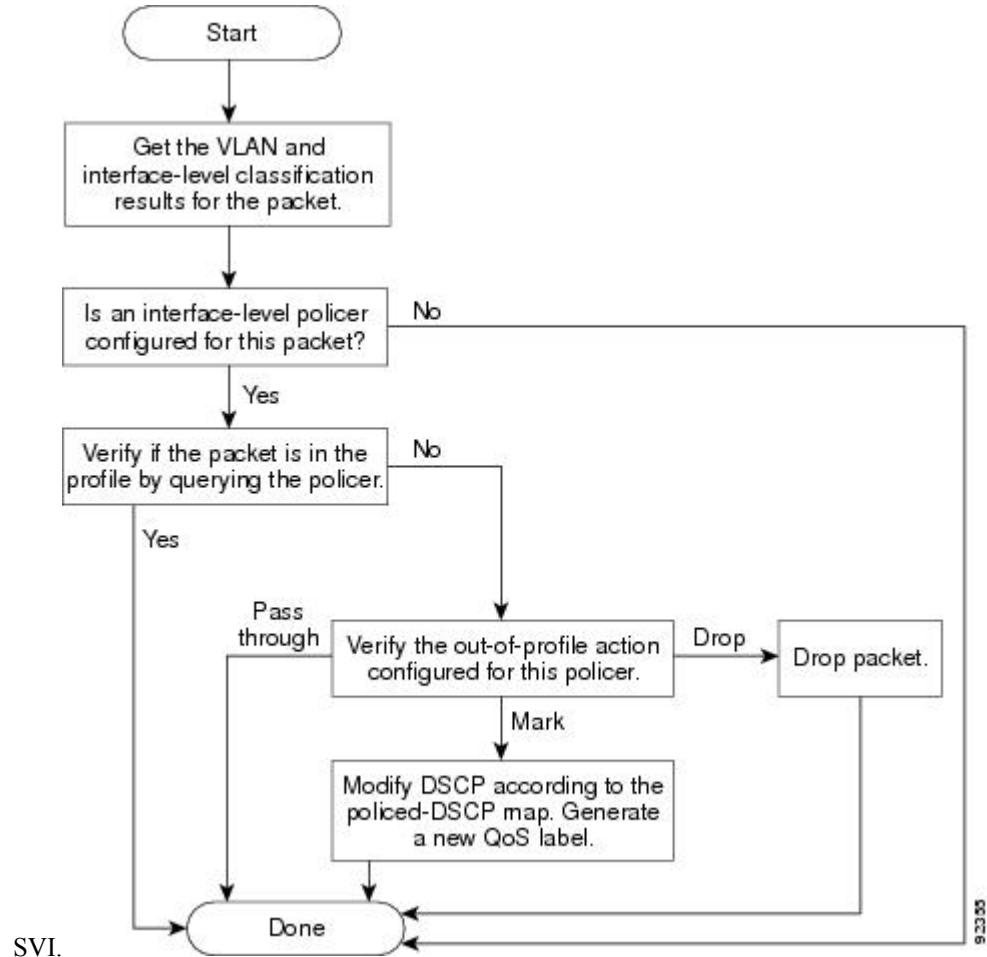 Start
Get the VLAN and
interface-level classification
results for the packet.
Is an interface-level policer
configured for this packet?
No
Yes
Verify if the packet is in the
profile by querying the policer.
No
Yes
Pass
through
Verify the out-of-profile action
configured for this policer.
Drop
Drop packet.
Mark
Modify DSCP according to the
policed-DSCP map. Generate
a new QoS label.
Done
92355
SVI.